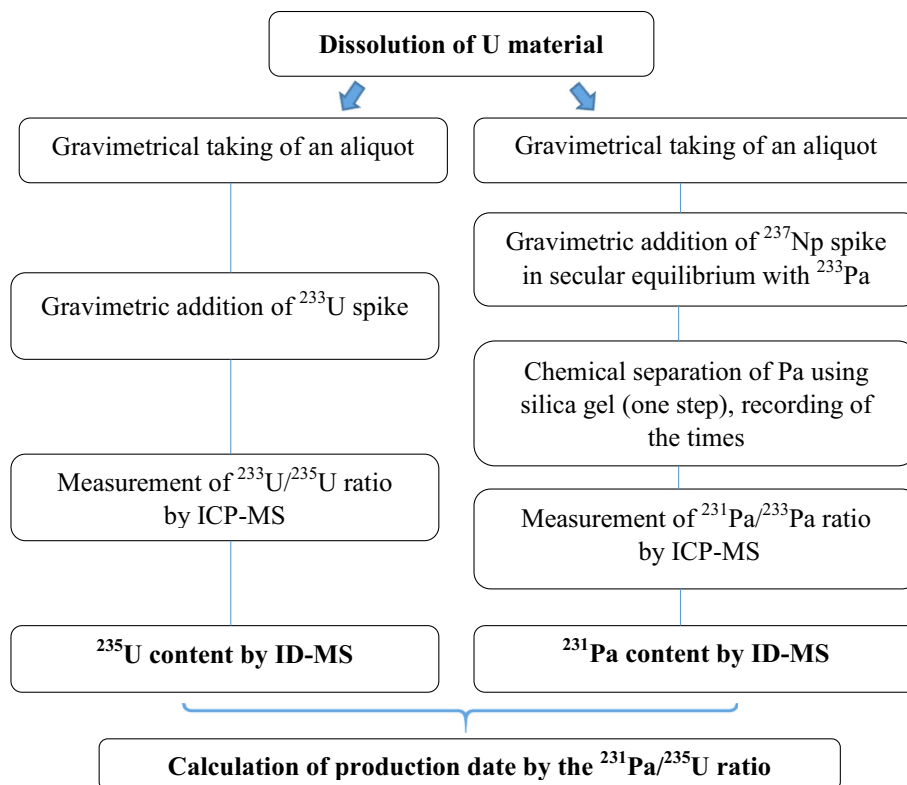 Dissolution of U material
Gravimetrical taking of an aliquot
Gravimetric addition of ²³³U spike
Measurement of ²³³U/²³⁵U ratio
by ICP-MS
²³⁵U content by ID-MS
Gravimetrical taking of an aliquot
Gravimetric addition of ²³⁷Np spike
in secular equilibrium with ²³³Pa
Chemical separation of Pa using
silica gel (one step), recording of
the times
Measurement of ²³¹Pa/²³³Pa ratio
by ICP-MS
²³¹Pa content by ID-MS
Calculation of production date by the ²³¹Pa/²³⁵U ratio